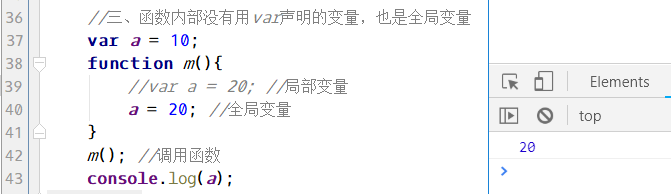 36 //三、函数内部没有用var声明的变量，也是全局变量
37 var a = 10;
38 function m(){
39 //var a = 20; //局部变量
40 a = 20; //全局变量
41 }
42 m(); //调用函数
43 console.log(a);
Elements
top
20
>